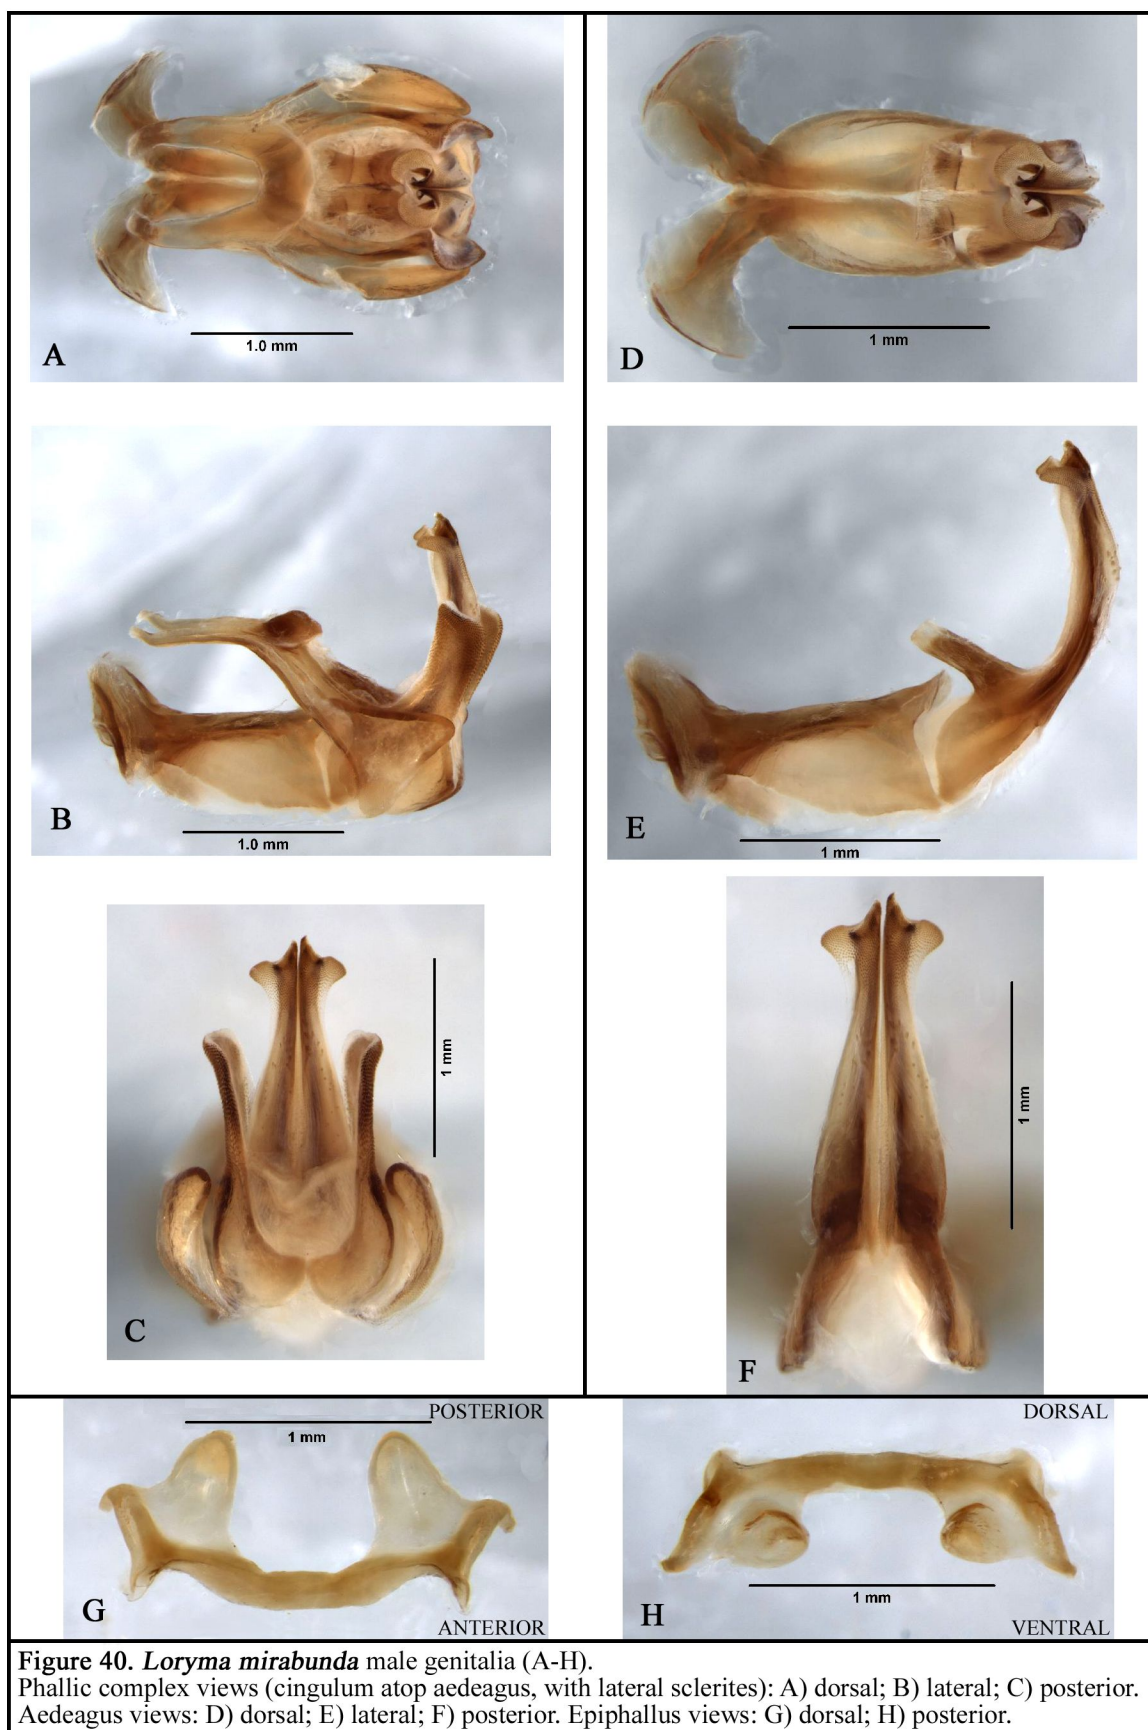 A
1.0 mm
D
1 mm
B
1.0 mm
E
1 mm
C
1 mm
F
1 mm
POSTERIOR
1 mm
G
ANTERIOR
DORSAL
H
1 mm
VENTRAL
Figure 40. Loryma mirabunda male genitalia (A-H).
Phallic complex views (cingulum atop aedeagus, with lateral sclerites): A) dorsal; B) lateral; C) posterior.
Aedeagus views: D) dorsal; E) lateral; F) posterior. Epiphallus views: G) dorsal; H) posterior.